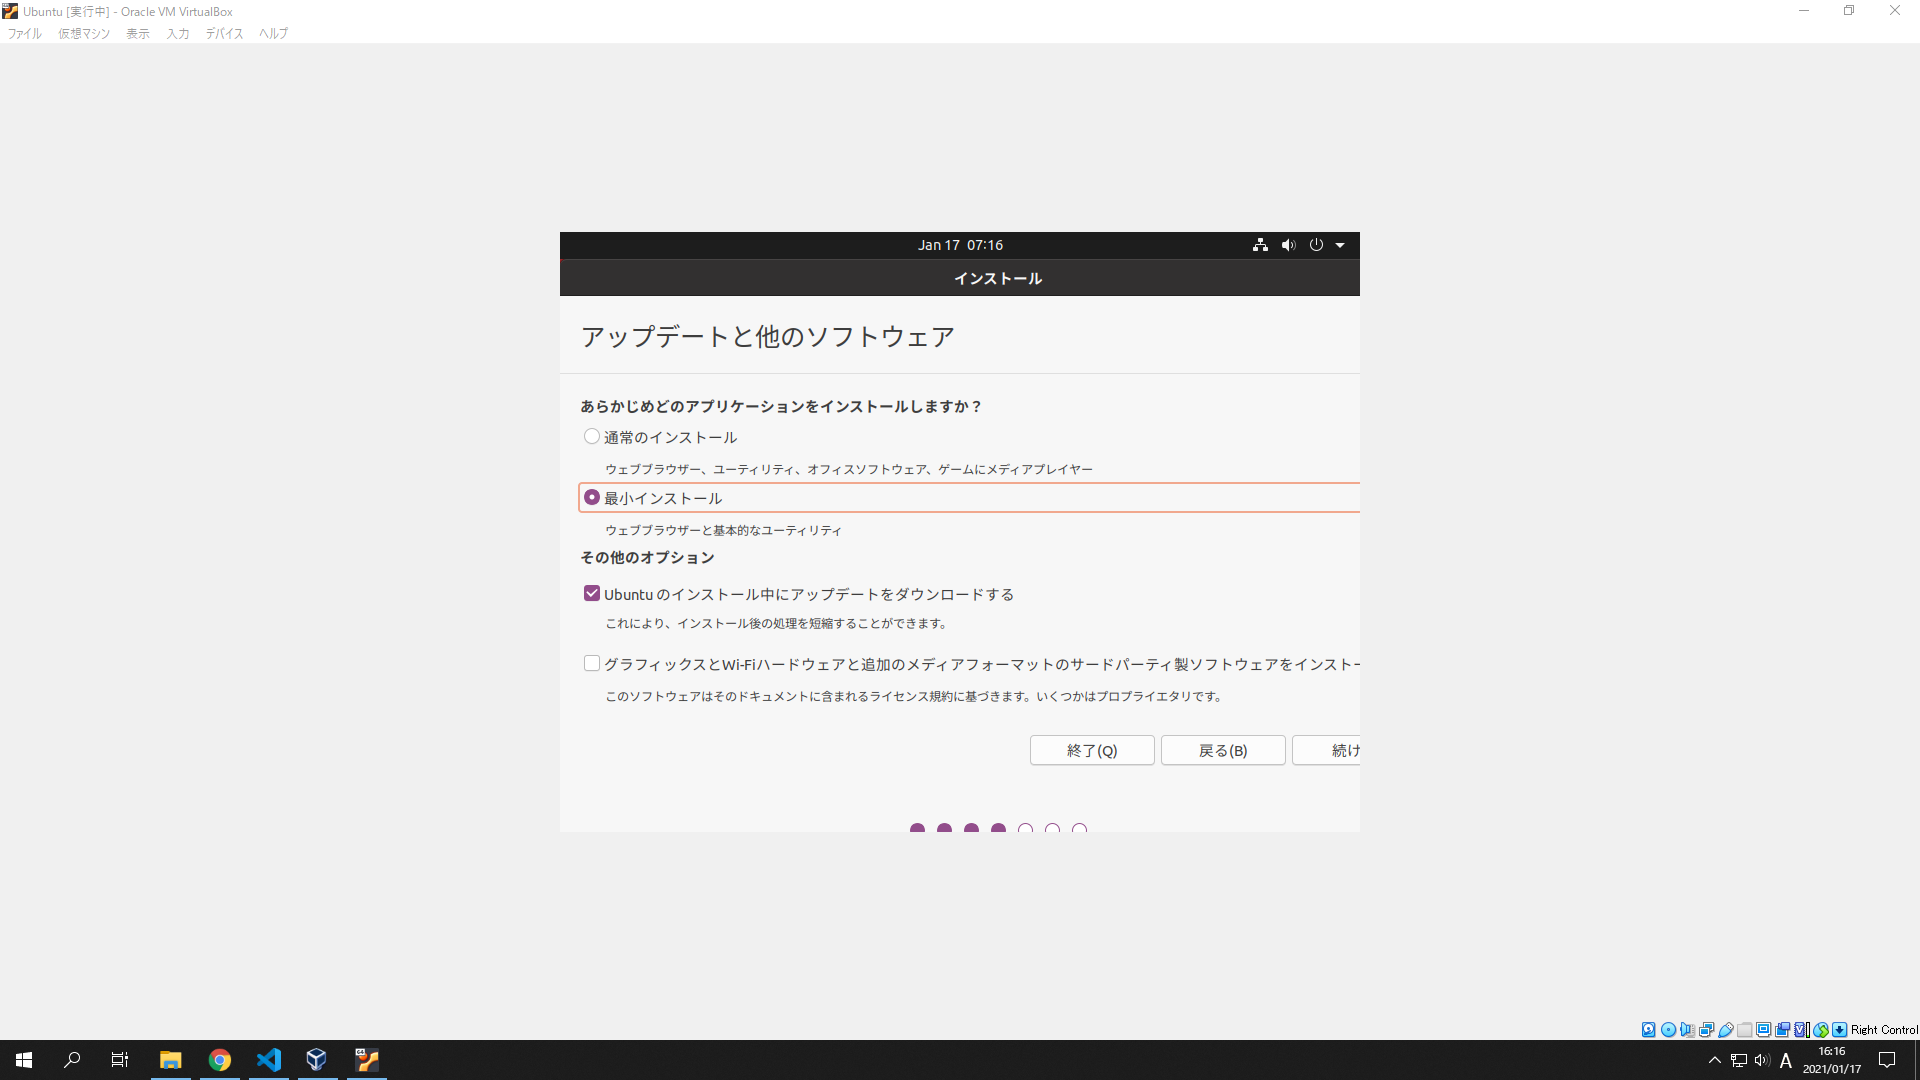 Ubuntu [実行中] - Oracle VM VirtualBox
ファイル 仮想マシン 表示 入力 デバイス ヘルプ
Jan 17 07:16
インストール
アップデートと他のソフトウェア
あらかじめどのアプリケーションをインストールしますか？
通常のインストール
ウェブブラウザー、ユーティリティ、オフィスソフトウェア、ゲームにメディアプレイヤー
最小インストール
ウェブブラウザーと基本的なユーティリティ
その他のオプション
Ubuntu のインストール中にアップデートをダウンロードする
これにより、インストール後の処理を短縮することができます。
グラフィックスとWi-Fiハードウェアと追加のメディアフォーマットのサードパーティ製ソフトウェアをインストー
このソフトウェアはそのドキュメントに含まれるライセンス規約に基づきます。いくつかはプロプライエタリです。
終了(Q) 戻る(B) 続け
Right Control
A 16:16
2021/01/17